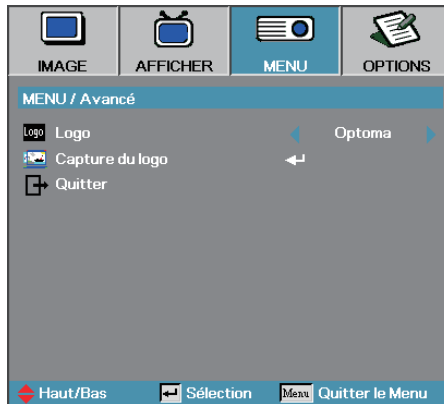 IMAGE AFFICHER MENU OPTIONS
MENU / Avancé
Logo Logo Optoma
Capture du logo
Quitter
Haut/Bas Sélection Menu Quitter le Menu